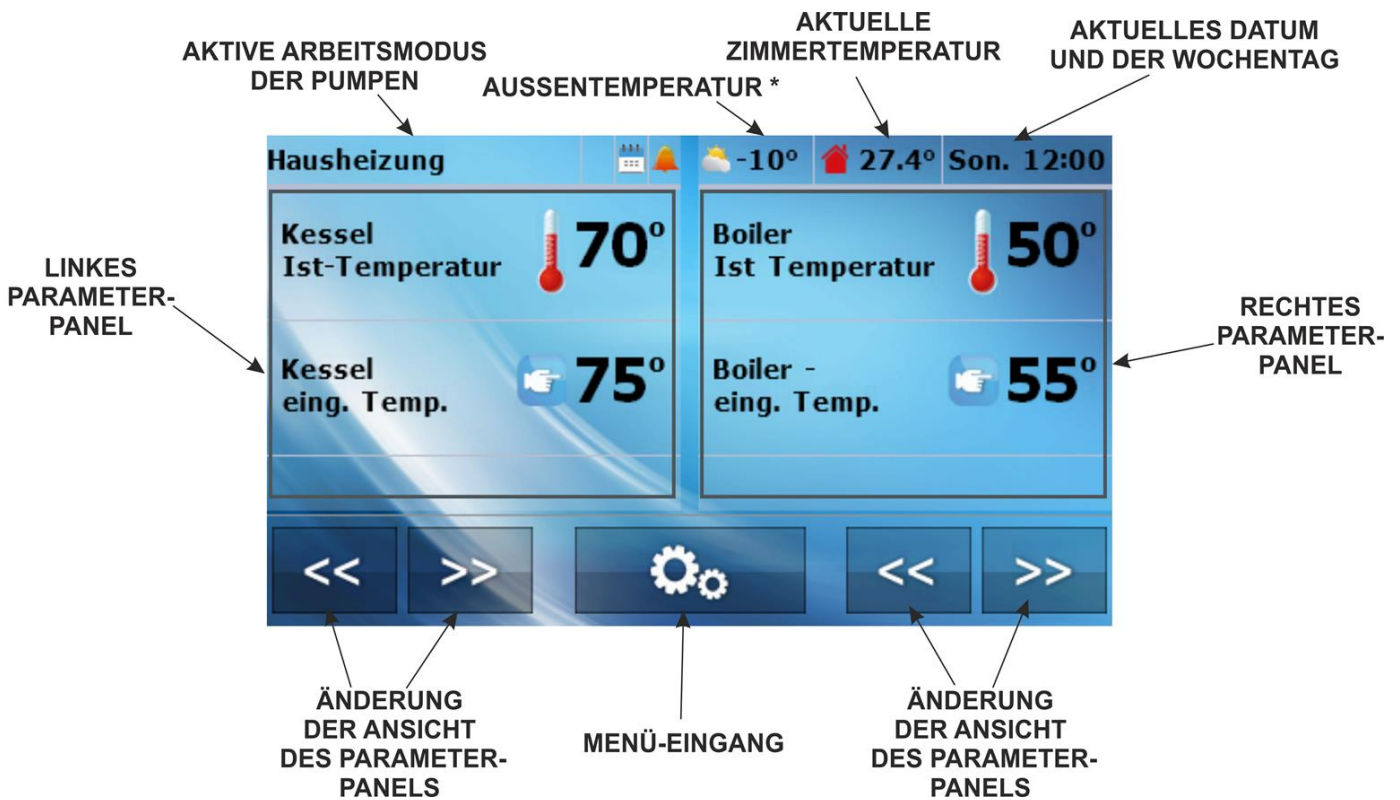 AKTIVE ARBEITSMODUS
DER PUMPEN
AUSSENTEMPERATUR *
AKTUELLE
ZIMMERTEMPERATUR
AKTUELLES DATUM
UND DER WOCHENTAG
Hausheizung
-10° 27.4° Son. 12:00
LINKES
PARAMETER-
PANEL
Kessel
Ist-Temperatur
70°
Kessel
eing. Temp.
75°
Boiler
Ist Temperatur
50°
Boiler -
eing. Temp.
55°
RECHTES
PARAMETER-
PANEL
<< >> << >>
ÄNDERUNG
DER ANSICHT
DES PARAMETER-
PANELS
MENÜ-EINGANG
ÄNDERUNG
DER ANSICHT
DES PARAMETER-
PANELS